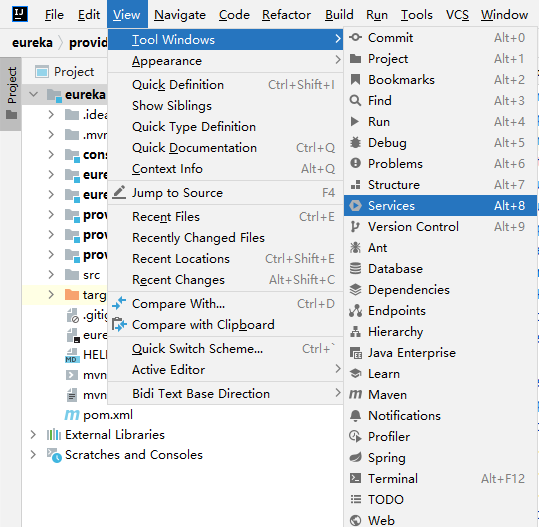 IJ File Edit View Navigate Code Refactor Build Run Tools VCS Window
eureka provid
Project
Project
eureka
.idea
.mvn
cons
eure
eure
prov
prov
prov
src
targ
.gitig
eure
HELI
mvn
mvn
pom.xml
External Libraries
Scratches and Consoles
Tool Windows
Appearance
Quick Definition Ctrl+Shift+I
Show Siblings
Quick Type Definition
Quick Documentation Ctrl+Q
Context Info Alt+Q
Jump to Source F4
Recent Files Ctrl+E
Recently Changed Files
Recent Locations Ctrl+Shift+E
Recent Changes Alt+Shift+C
Compare With... Ctrl+D
Compare with Clipboard
Quick Switch Scheme... Ctrl+`
Active Editor
Bidi Text Base Direction
Commit Alt+0
Project Alt+1
Bookmarks Alt+2
Find Alt+3
Run Alt+4
Debug Alt+5
Problems Alt+6
Structure Alt+7
Services Alt+8
Version Control Alt+9
Ant
Database
Dependencies
Endpoints
Hierarchy
Java Enterprise
Learn
Maven
Notifications
Profiler
Spring
Terminal Alt+F12
TODO
Web